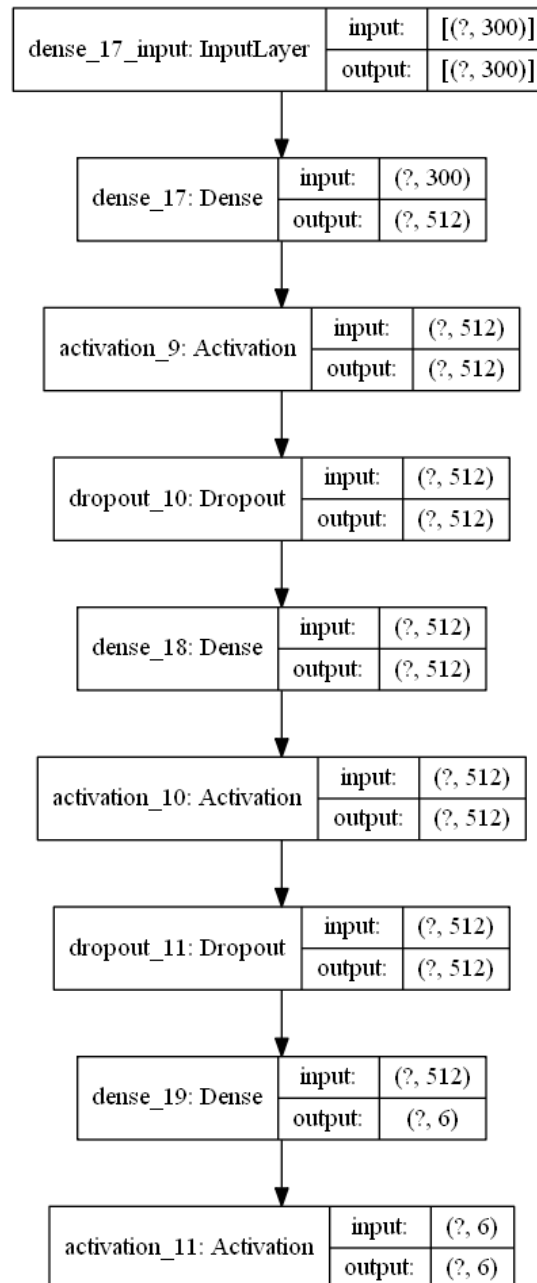 dense_17_input: InputLayer
input: [(?, 300)]
output: [(?, 300)]
dense_17: Dense
input: (?, 300)
output: (?, 512)
activation_9: Activation
input: (?, 512)
output: (?, 512)
dropout_10: Dropout
input: (?, 512)
output: (?, 512)
dense_18: Dense
input: (?, 512)
output: (?, 512)
activation_10: Activation
input: (?, 512)
output: (?, 512)
dropout_11: Dropout
input: (?, 512)
output: (?, 512)
dense_19: Dense
input: (?, 512)
output: (?, 6)
activation_11: Activation
input: (?, 6)
output: (?, 6)